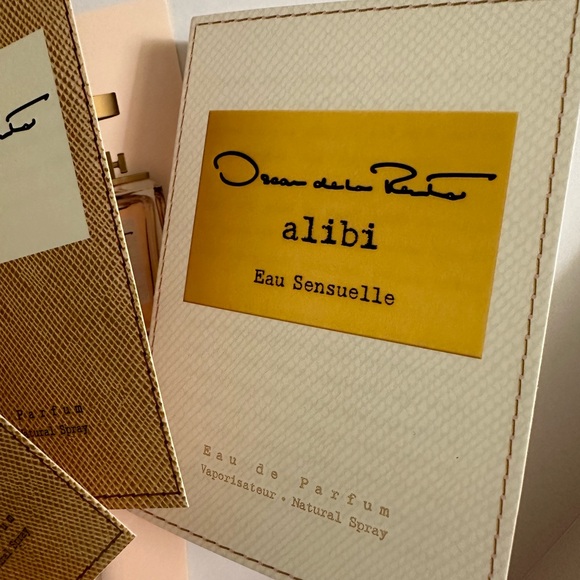 Oscar de la Renta
alibi
Eau Sensuelle
Eau de Parfum
Vaporisateur • Natural Spray
Parfum
Natural Spray